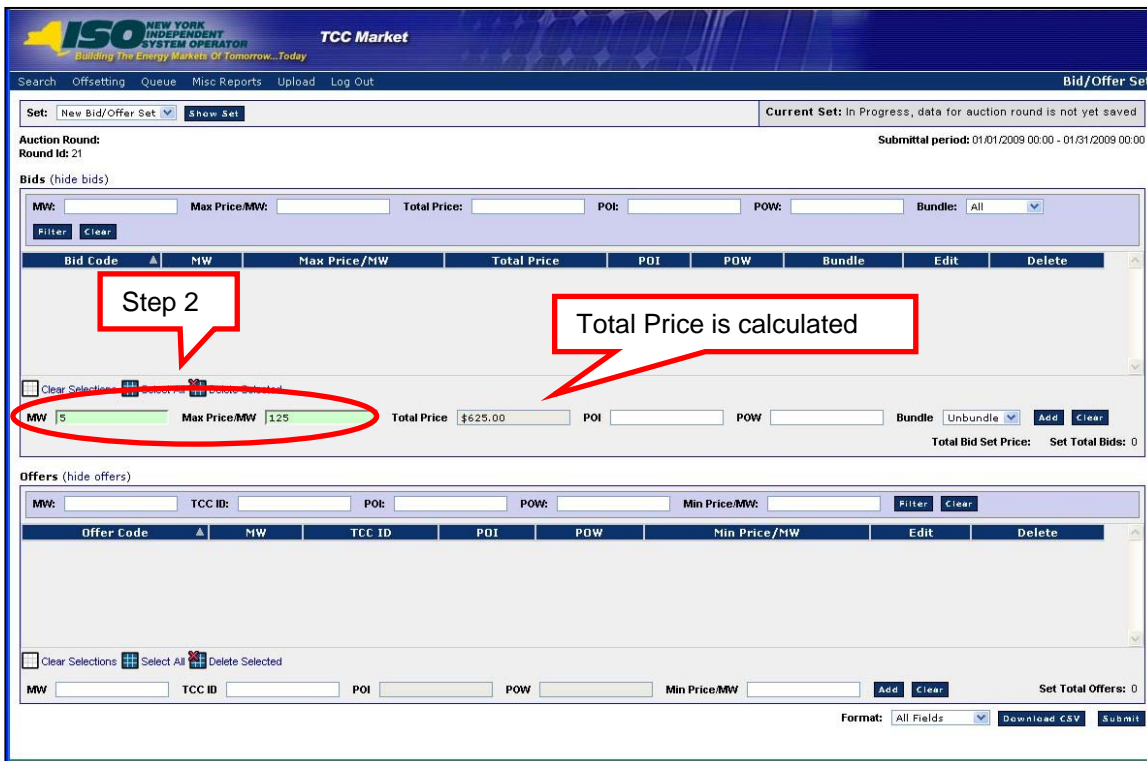 NEW YORK
ISO INDEPENDENT
SYSTEM OPERATOR
Building The Energy Markets Of Tomorrow...Today
TCC Market
Search Offsetting Queue Misc Reports Upload Log Out Bid/Offer Set
Set: New Bid/Offer Set Show Set Current Set: In Progress, data for auction round is not yet saved
Auction Round: Submittal period: 01/01/2009 00:00 - 01/31/2009 00:00
Round Id: 21
Bids (hide bids)
MW: Max Price/MW: Total Price: POI: POW: Bundle: All
Filter Clear
Bid Code MW Max Price/MW Total Price POI POW Bundle Edit Delete
Step 2
Total Price is calculated
Clear Selections Select All Delete Selected
MW 5 Max Price/MW 125 Total Price $625.00 POI POW Bundle Unbundle Add Clear
Total Bid Set Price: Set Total Bids: 0
Offers (hide offers)
MW: TCC ID: POI: POW: Min Price/MW: Filter Clear
Offer Code MW TCC ID POI POW Min Price/MW Edit Delete
Clear Selections Select All Delete Selected
MW TCC ID POI POW Min Price/MW Add Clear Set Total Offers: 0
Format: All Fields Download CSV Submit